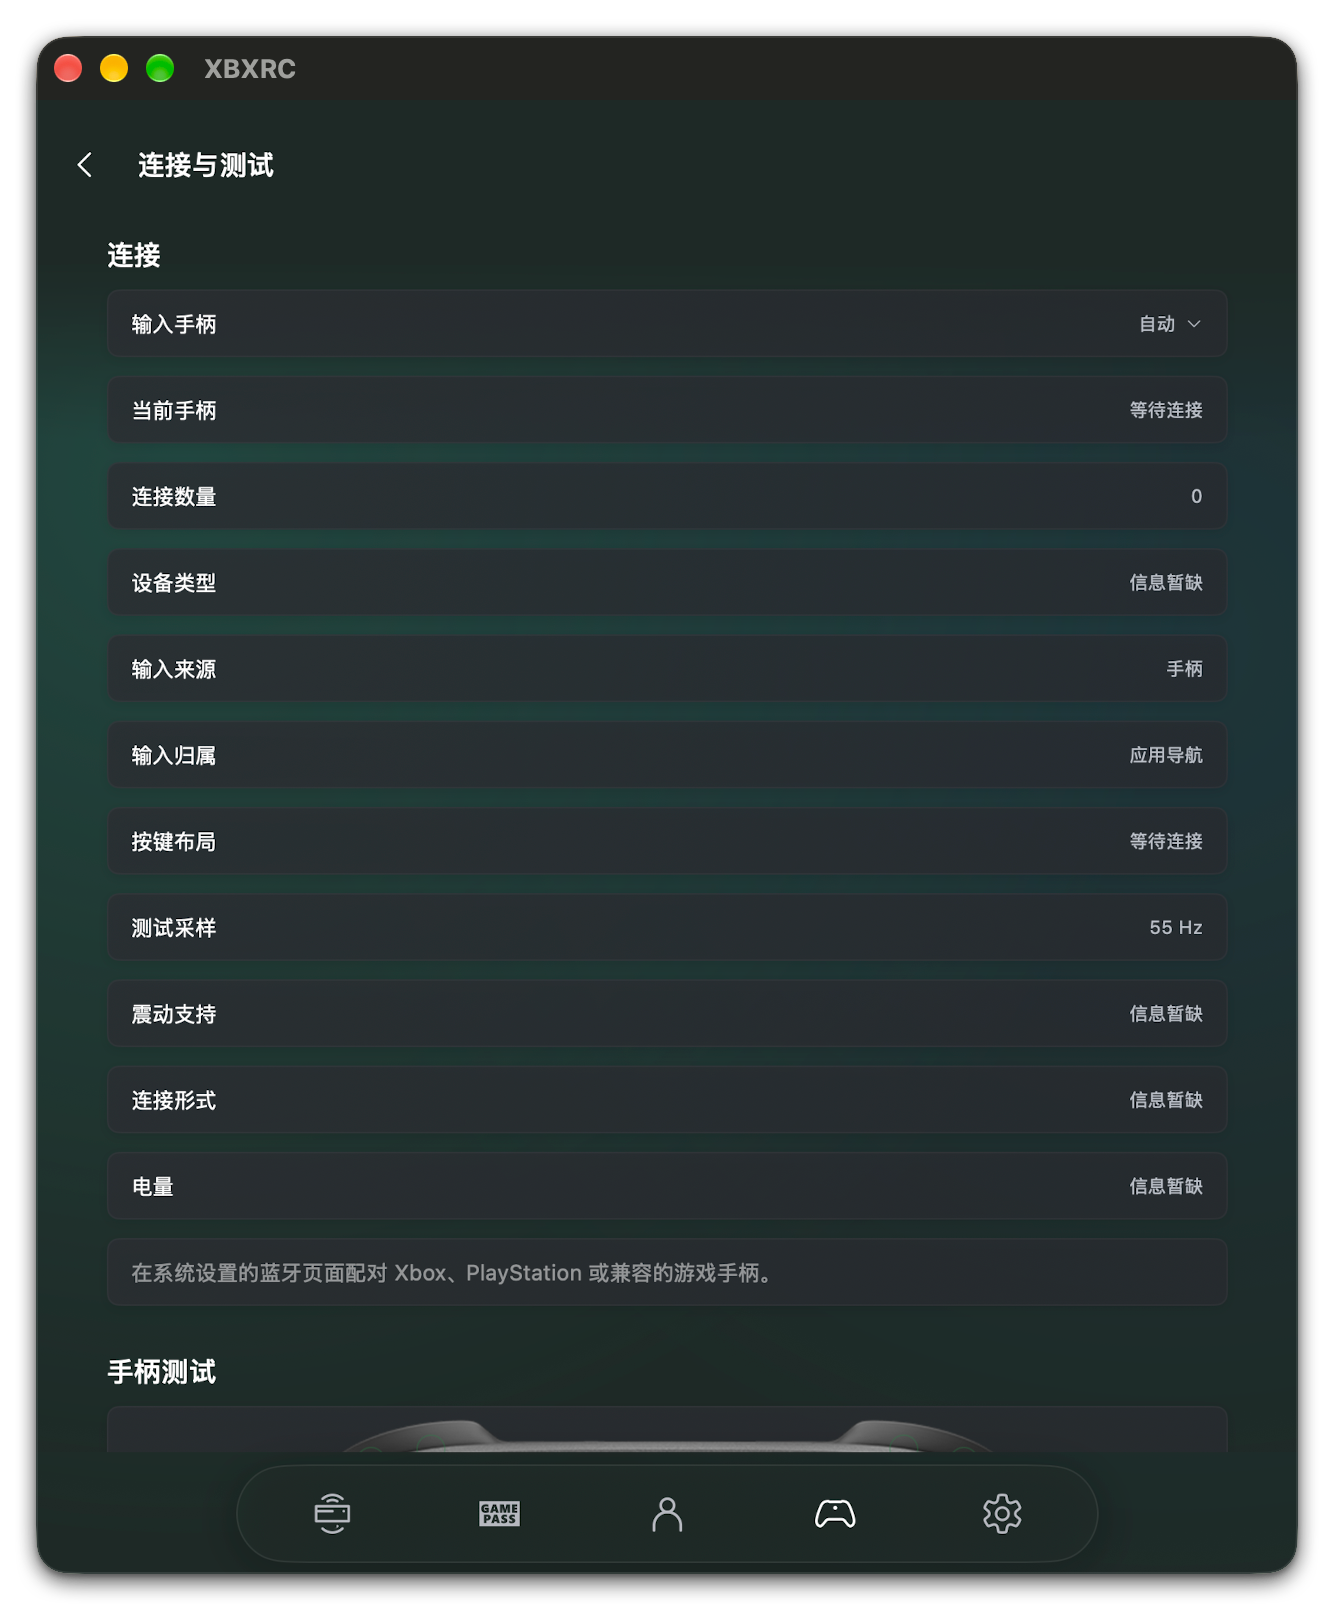 XBXRC
连接与测试
连接
输入手柄 自动
当前手柄 等待连接
连接数量 0
设备类型 信息暂缺
输入来源 手柄
输入归属 应用导航
按键布局 等待连接
测试采样 55 Hz
震动支持 信息暂缺
连接形式 信息暂缺
电量 信息暂缺
在系统设置的蓝牙页面配对 Xbox、PlayStation 或兼容的游戏手柄。
手柄测试
GAME
PASS